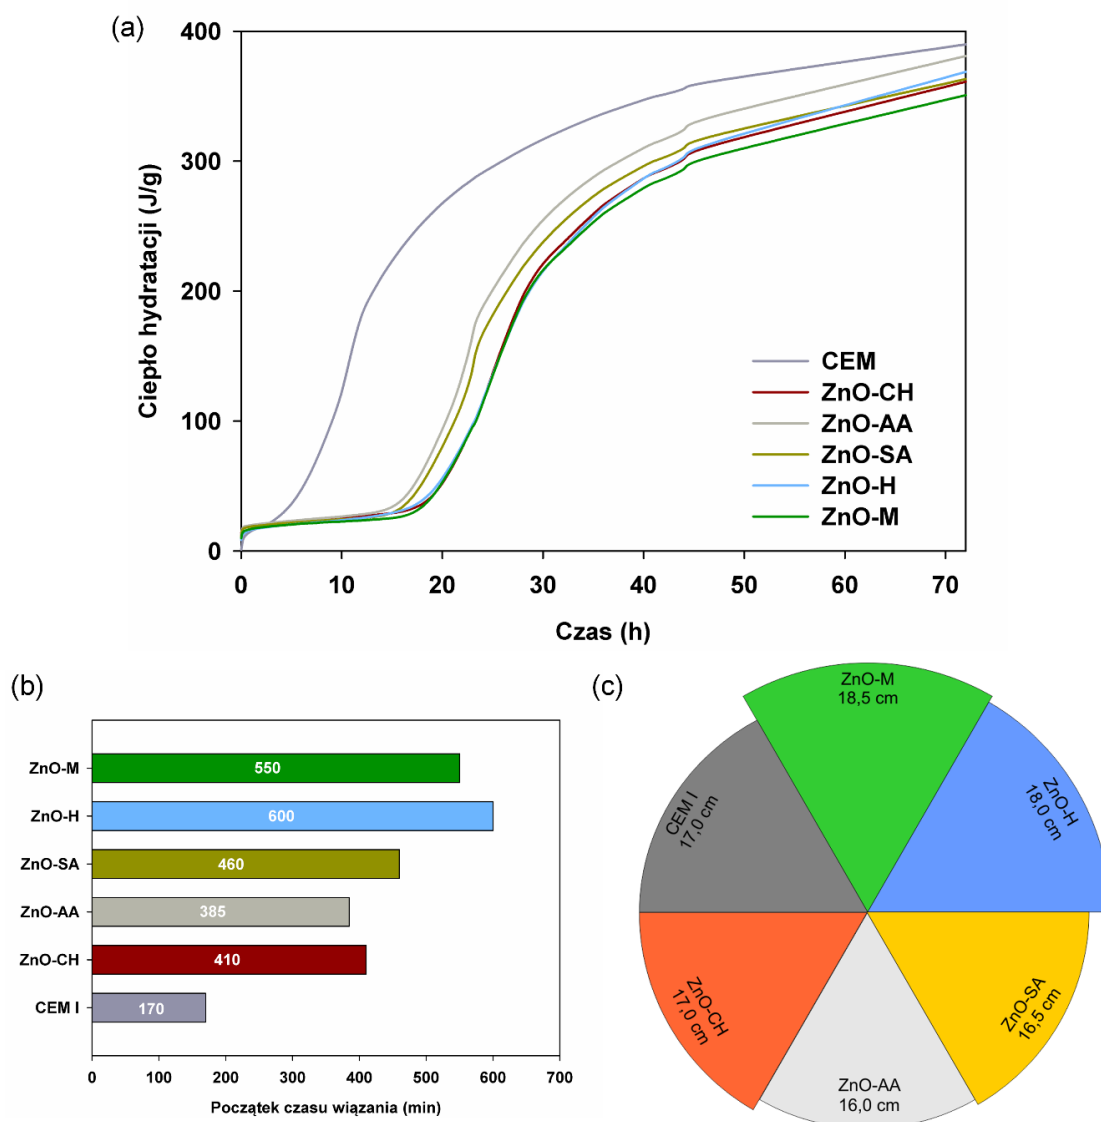 (a)
400
300
200
100
0
Ciepło hydratacji (J/g)
CEM
ZnO-CH
ZnO-AA
ZnO-SA
ZnO-H
ZnO-M
0 10 20 30 40 50 60 70
Czas (h)
(b)
ZnO-M 550
ZnO-H 600
ZnO-SA 460
ZnO-AA 385
ZnO-CH 410
CEM I 170
0 100 200 300 400 500 600 700
Początek czasu wiązania (min)
(c)
ZnO-M
18,5 cm
ZnO-H
18,0 cm
ZnO-SA
16,5 cm
ZnO-AA
16,0 cm
ZnO-CH
17,0 cm
CEM I
17,0 cm